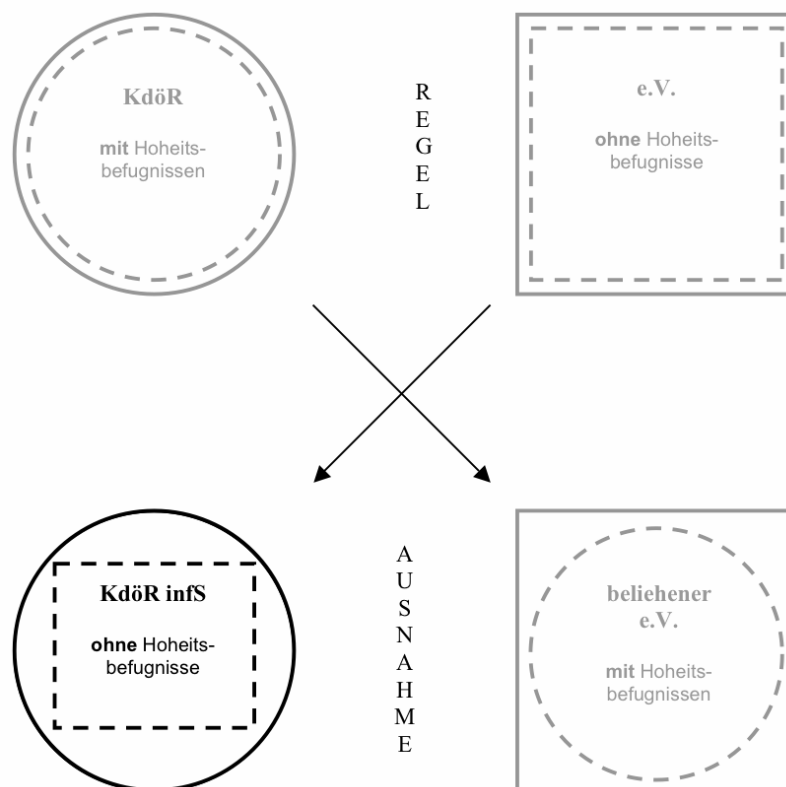 KdöR
mit Hoheits-
befugnissen
R
E
G
E
L
e.V.
ohne Hoheits-
befugnisse
KdöR infS
ohne Hoheits-
befugnisse
A
U
S
N
A
H
M
E
beliehener
e.V.
mit Hoheits-
befugnissen